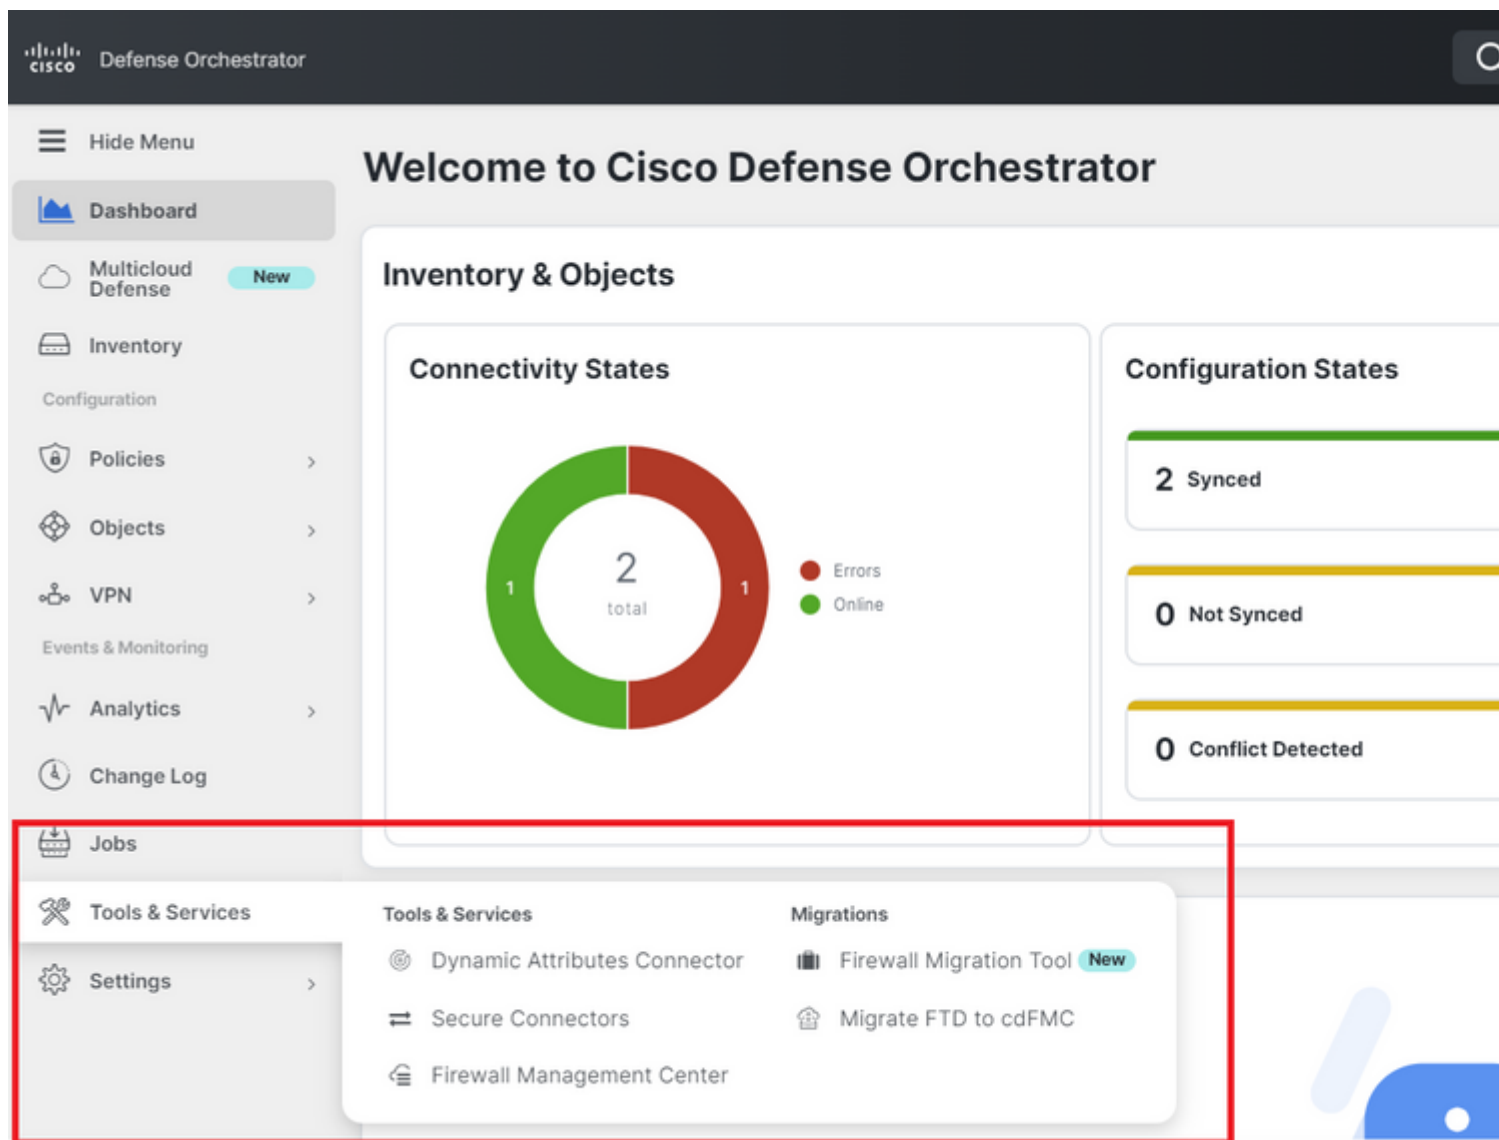 cisco Defense Orchestrator
Hide Menu
Dashboard
Multicloud
Defense
New
Inventory
Configuration
Policies
Objects
VPN
Events & Monitoring
Analytics
Change Log
Jobs
Tools & Services
Settings
Welcome to Cisco Defense Orchestrator
Inventory & Objects
Connectivity States
1
2
total
1
Errors
Online
Configuration States
2 Synced
0 Not Synced
0 Conflict Detected
Tools & Services
Dynamic Attributes Connector
Secure Connectors
Firewall Management Center
Migrations
Firewall Migration Tool New
Migrate FTD to cdFMC